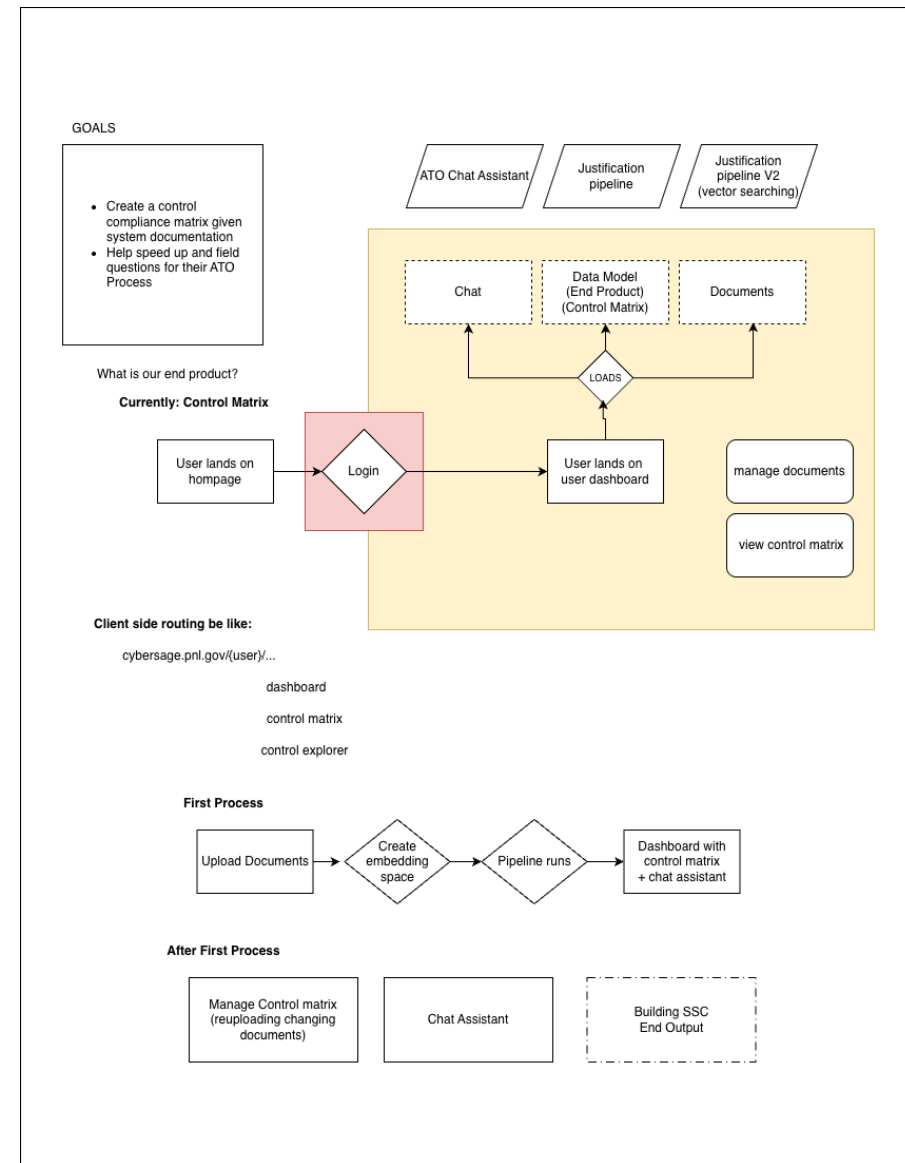 GOALS
Create a control
compliance matrix given
system documentation
Help speed up and field
questions for their ATO
Process
ATO Chat Assistant
Justification
pipeline
Justification
pipeline V2
(vector searching)
Chat
Data Model
(End Product)
(Control Matrix)
Documents
LOADS
What is our end product?
Currently: Control Matrix
User lands on
hompage
Login
User lands on
user dashboard
manage documents
view control matrix
Client side routing be like:
cybersage.pnl.gov/{user}/...
dashboard
control matrix
control explorer
First Process
Upload Documents
Create
embedding
space
Pipeline runs
Dashboard with
control matrix
+ chat assistant
After First Process
Manage Control matrix
(reuploading changing
documents)
Chat Assistant
Building SSC
End Output